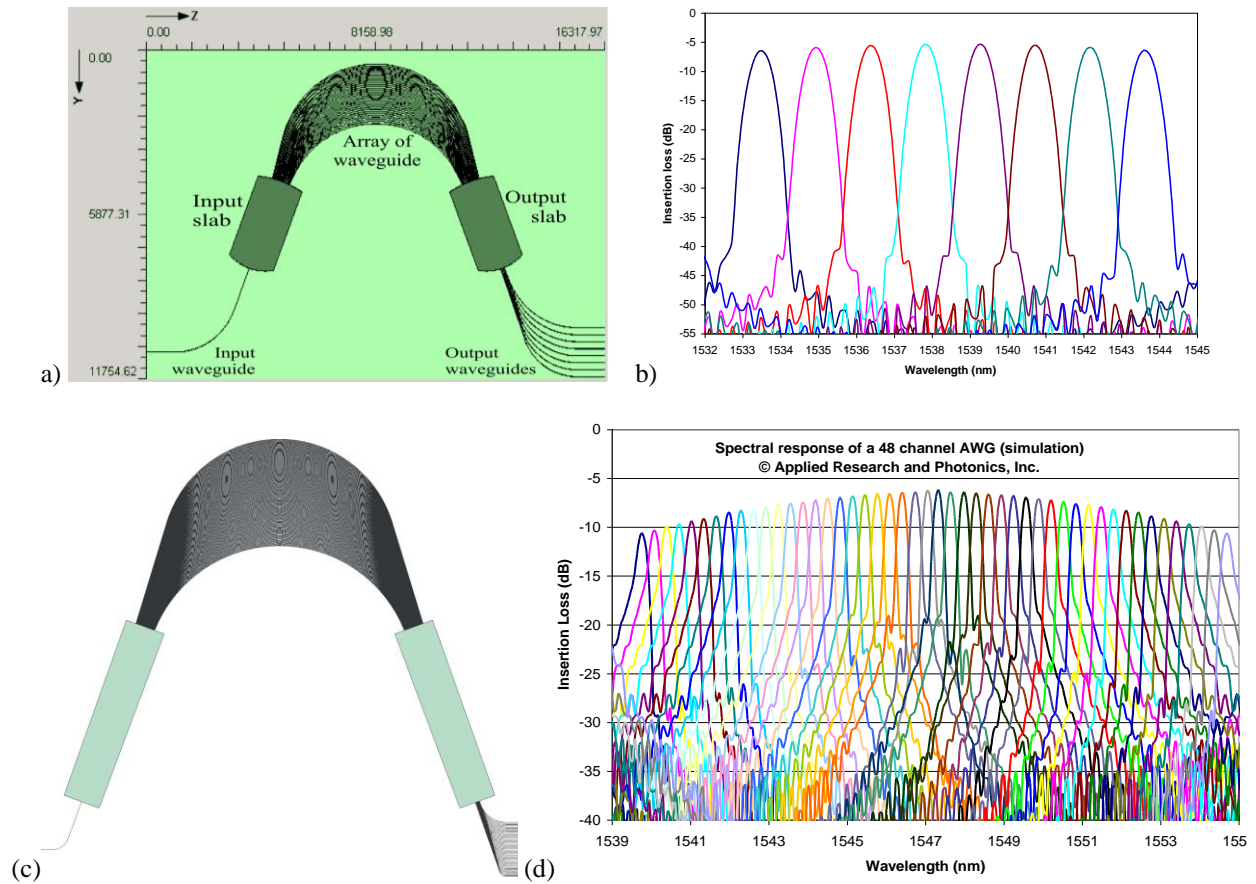 Z
0.00 8158.98 16317.97
0.00
Y
5877.31
11754.62
Array of
waveguide
Input
slab
Output
slab
Input
waveguide
Output
waveguides
a)
0
-5
-10
-15
-20
-25
-30
-35
-40
-45
-50
-55
Insertion loss (dB)
1532 1533 1534 1535 1536 1537 1538 1539 1540 1541 1542 1543 1544 1545
Wavelength (nm)
b)
(c)
Spectral response of a 48 channel AWG (simulation)
© Applied Research and Photonics, Inc.
0
-5
-10
-15
-20
-25
-30
-35
-40
Insertion Loss (dB)
1539 1541 1543 1545 1547 1549 1551 1553 155
Wavelength (nm)
(d)